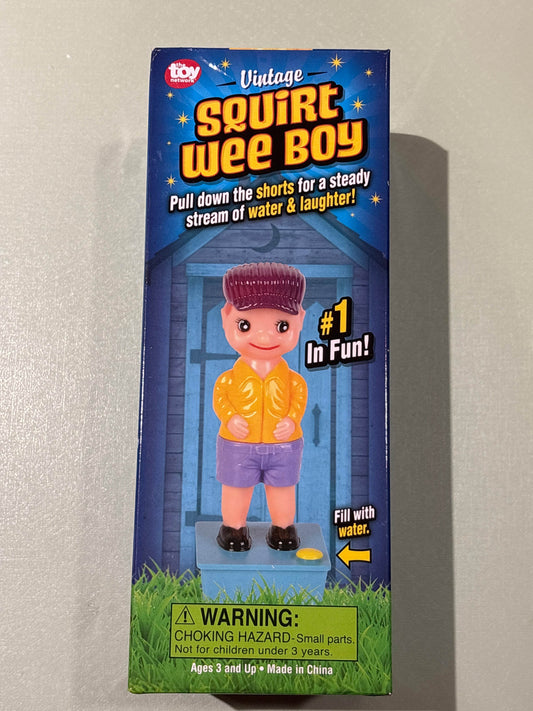 the
toy
network
Vintage
SQUIRT
WEE BOY
Pull down the shorts for a steady
stream of water & laughter!
#1
In Fun!
Fill with
water.
WARNING:
CHOKING HAZARD-Small parts.
Not for children under 3 years.
Ages 3 and Up • Made in China